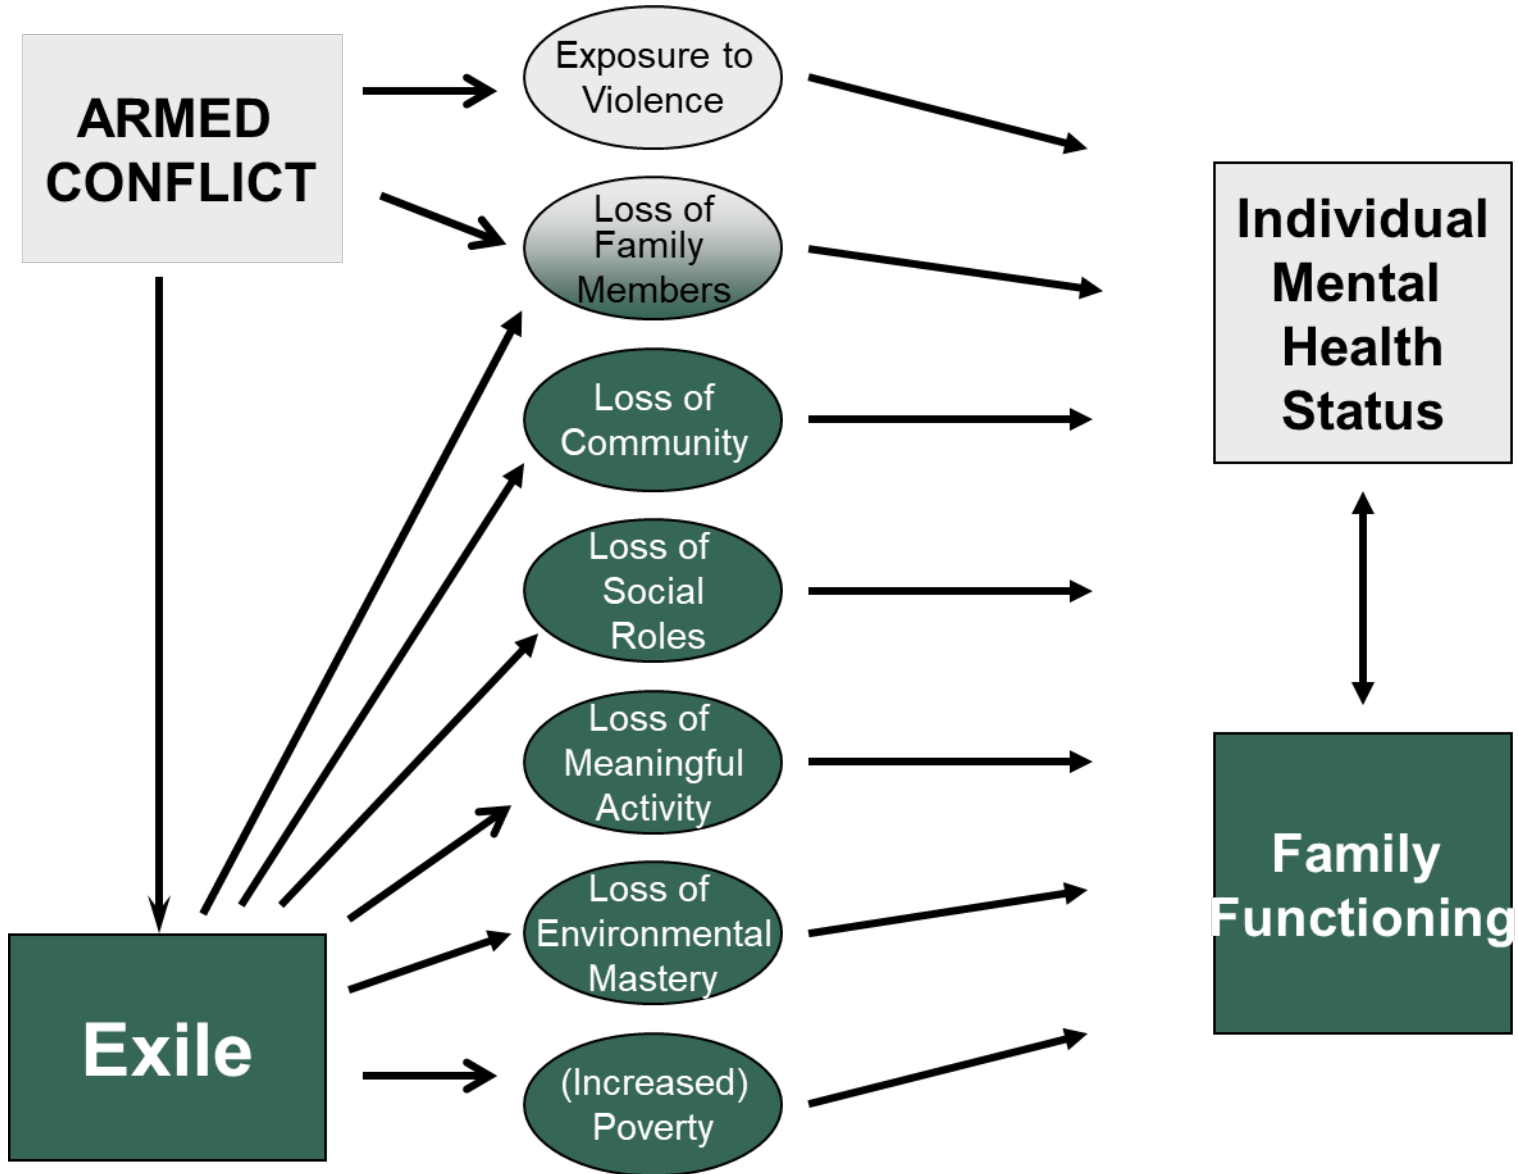 ARMED
CONFLICT
Exposure to
Violence
Loss of
Family
Members
Loss of
Community
Loss of
Social
Roles
Loss of
Meaningful
Activity
Loss of
Environmental
Mastery
(Increased)
Poverty
Exile
Individual
Mental
Health
Status
Family
Functioning